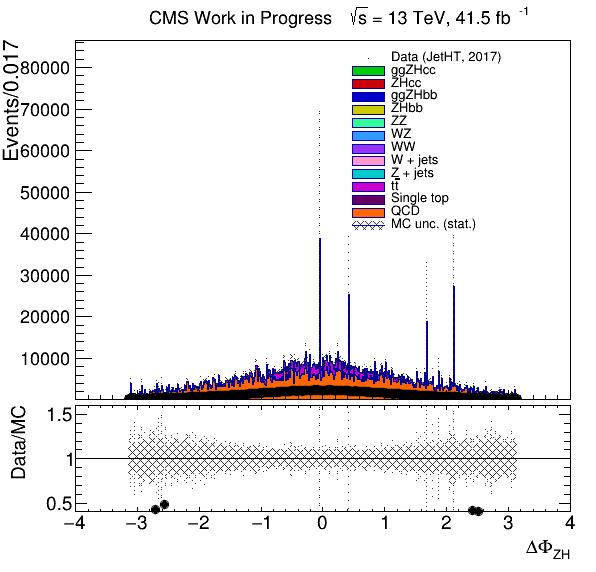 CMS Work in Progress √s = 13 TeV, 41.5 fb⁻¹
Events/0.017
80000
70000
60000
50000
40000
30000
20000
10000
Data (JetHT, 2017)
ggZHcc
ZHcc
ggZHbb
ZHbb
ZZ
WZ
WW
W + jets
Z + jets
tt̅
Single top
QCD
MC unc. (stat.)
Data/MC
1.5
1
0.5
−4 −3 −2 −1 0 1 2 3 4
ΔΦ_ZH